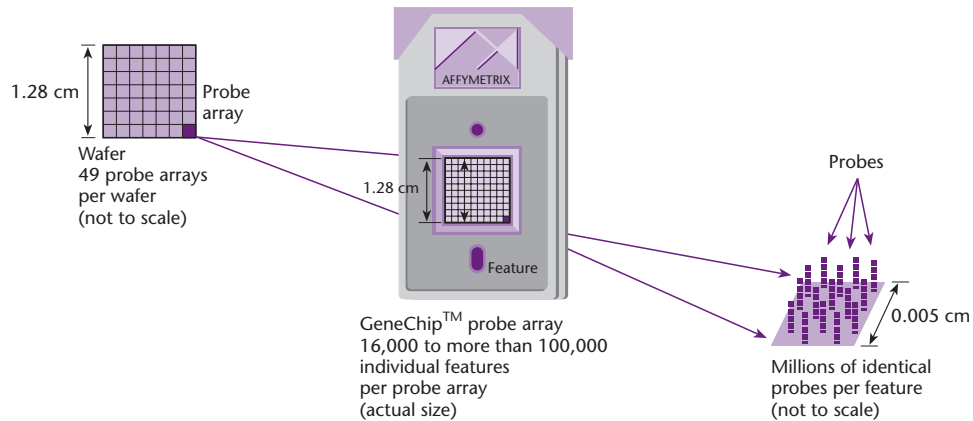 1.28 cm
Probe
array
Wafer
49 probe arrays
per wafer
(not to scale)
AFFYMETRIX
1.28 cm
Feature
GeneChip™ probe array
16,000 to more than 100,000
individual features
per probe array
(actual size)
Probes
0.005 cm
Millions of identical
probes per feature
(not to scale)